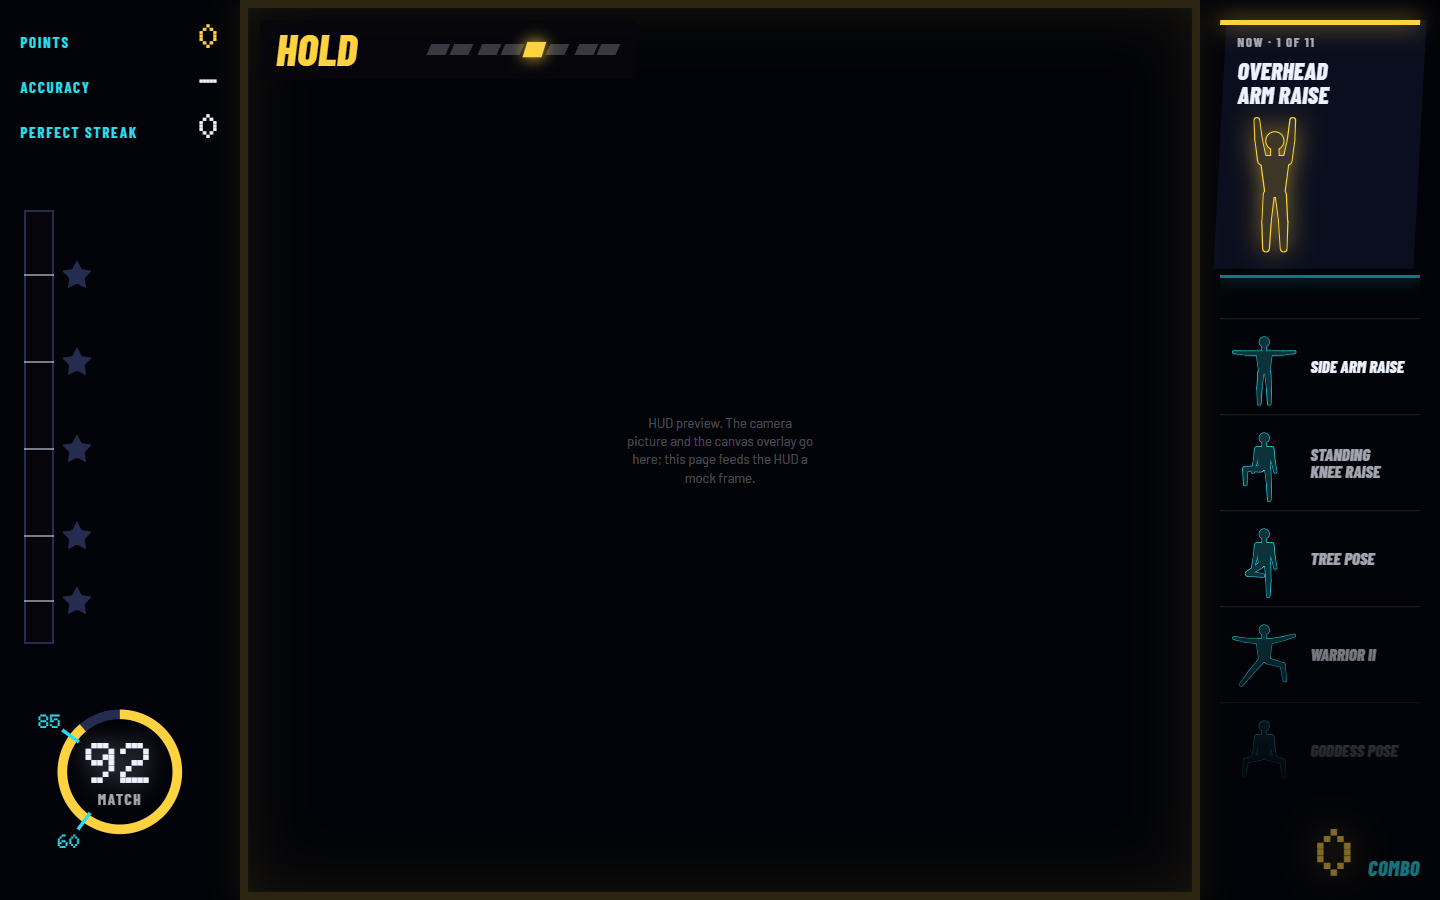 POINTS 0
ACCURACY –
PERFECT STREAK 0
85
92
MATCH
60
HOLD
HUD preview. The camera
picture and the canvas overlay go
here; this page feeds the HUD a
mock frame.
NOW · 1 OF 11
OVERHEAD
ARM RAISE
SIDE ARM RAISE
STANDING
KNEE RAISE
TREE POSE
WARRIOR II
GODDESS POSE
0 COMBO